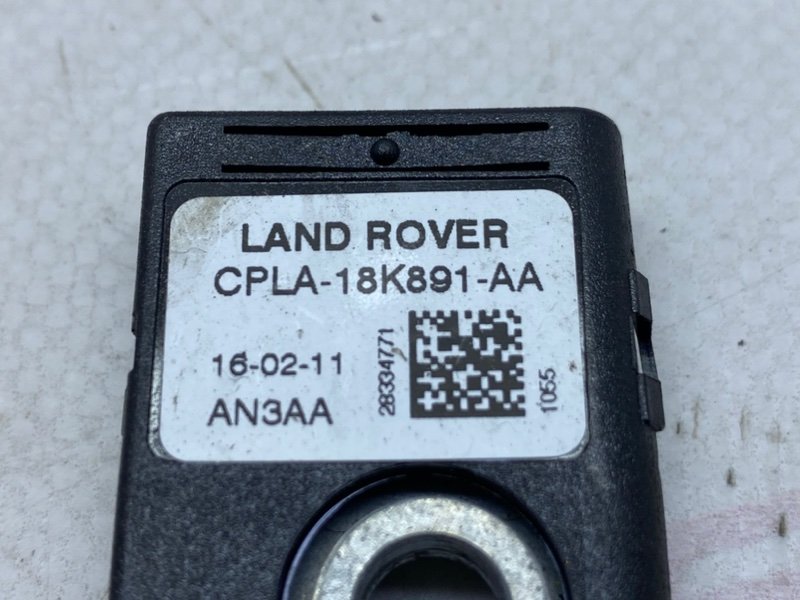 LAND ROVER
CPLA-18K891-AA
16-02-11
AN3AA
28334771
1055